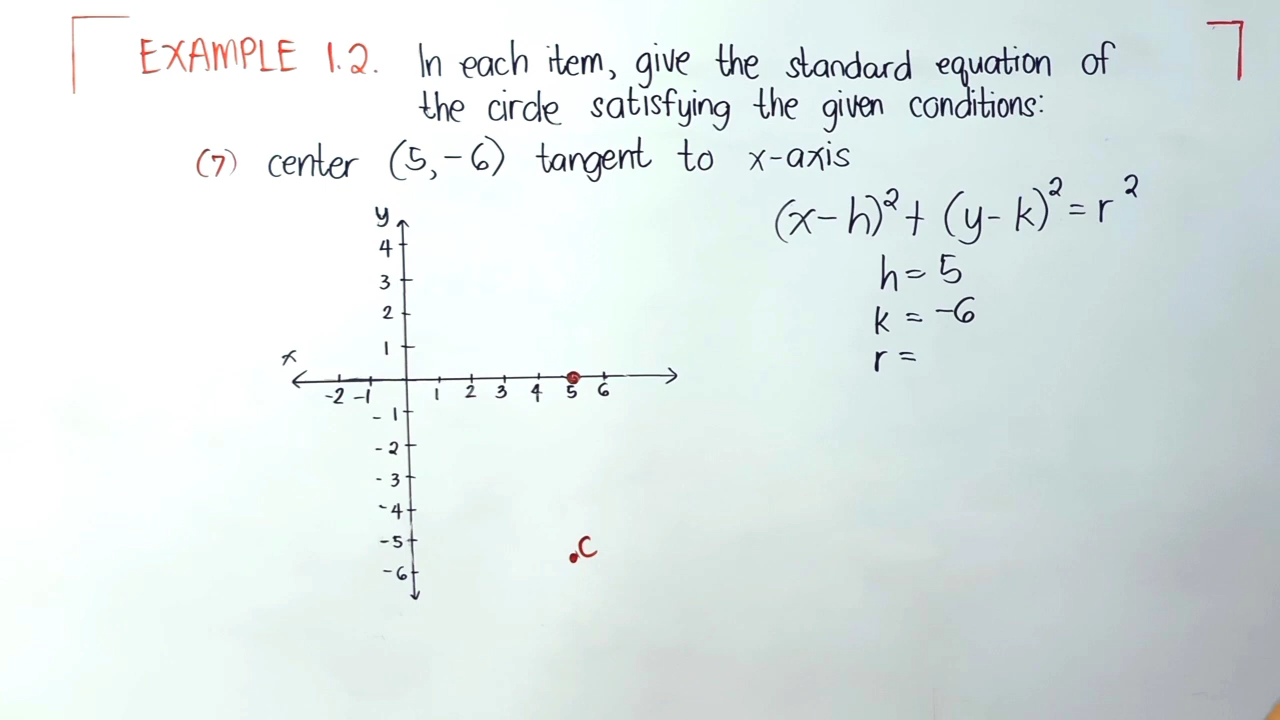 EXAMPLE 1.2. In each item, give the standard equation of
the circle satisfying the given conditions:
(7) center (5,-6) tangent to x-axis
(x-h)²+(y-k)²=r²
h=5
k=-6
r=
y
4
3
2
1
x
-2 -1 1 2 3 4 5 6
-1
-2
-3
-4
-5
C
-6